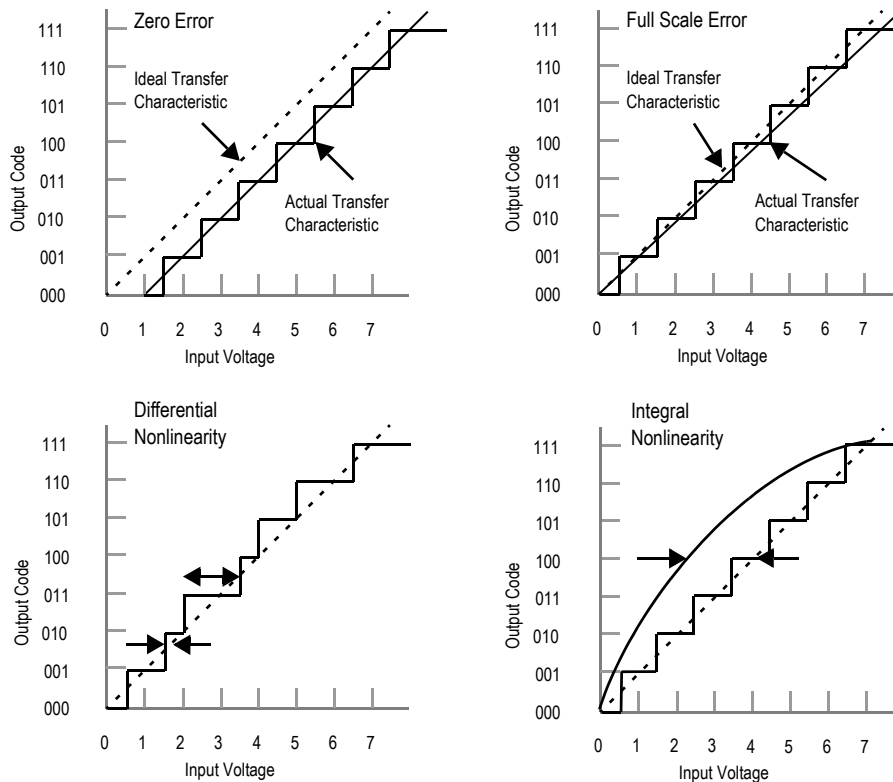 Zero Error
111
110
101
100
011
010
001
000
Output Code
Ideal Transfer
Characteristic
Actual Transfer
Characteristic
0 1 2 3 4 5 6 7
Input Voltage
Full Scale Error
111
110
101
100
011
010
001
000
Output Code
Ideal Transfer
Characteristic
Actual Transfer
Characteristic
0 1 2 3 4 5 6 7
Input Voltage
Differential
Nonlinearity
111
110
101
100
011
010
001
000
Output Code
0 1 2 3 4 5 6 7
Input Voltage
Integral
Nonlinearity
111
110
101
100
011
010
001
000
Output Code
0 1 2 3 4 5 6 7
Input Voltage